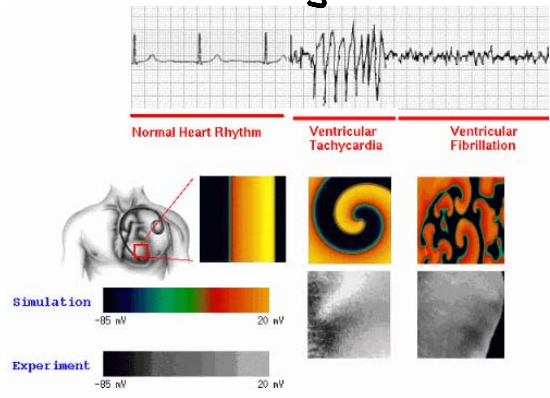 Normal Heart Rhythm
Ventricular
Tachycardia
Ventricular
Fibrillation
Simulation
-85 mV
20 mV
Experiment
-85 mV
20 mV